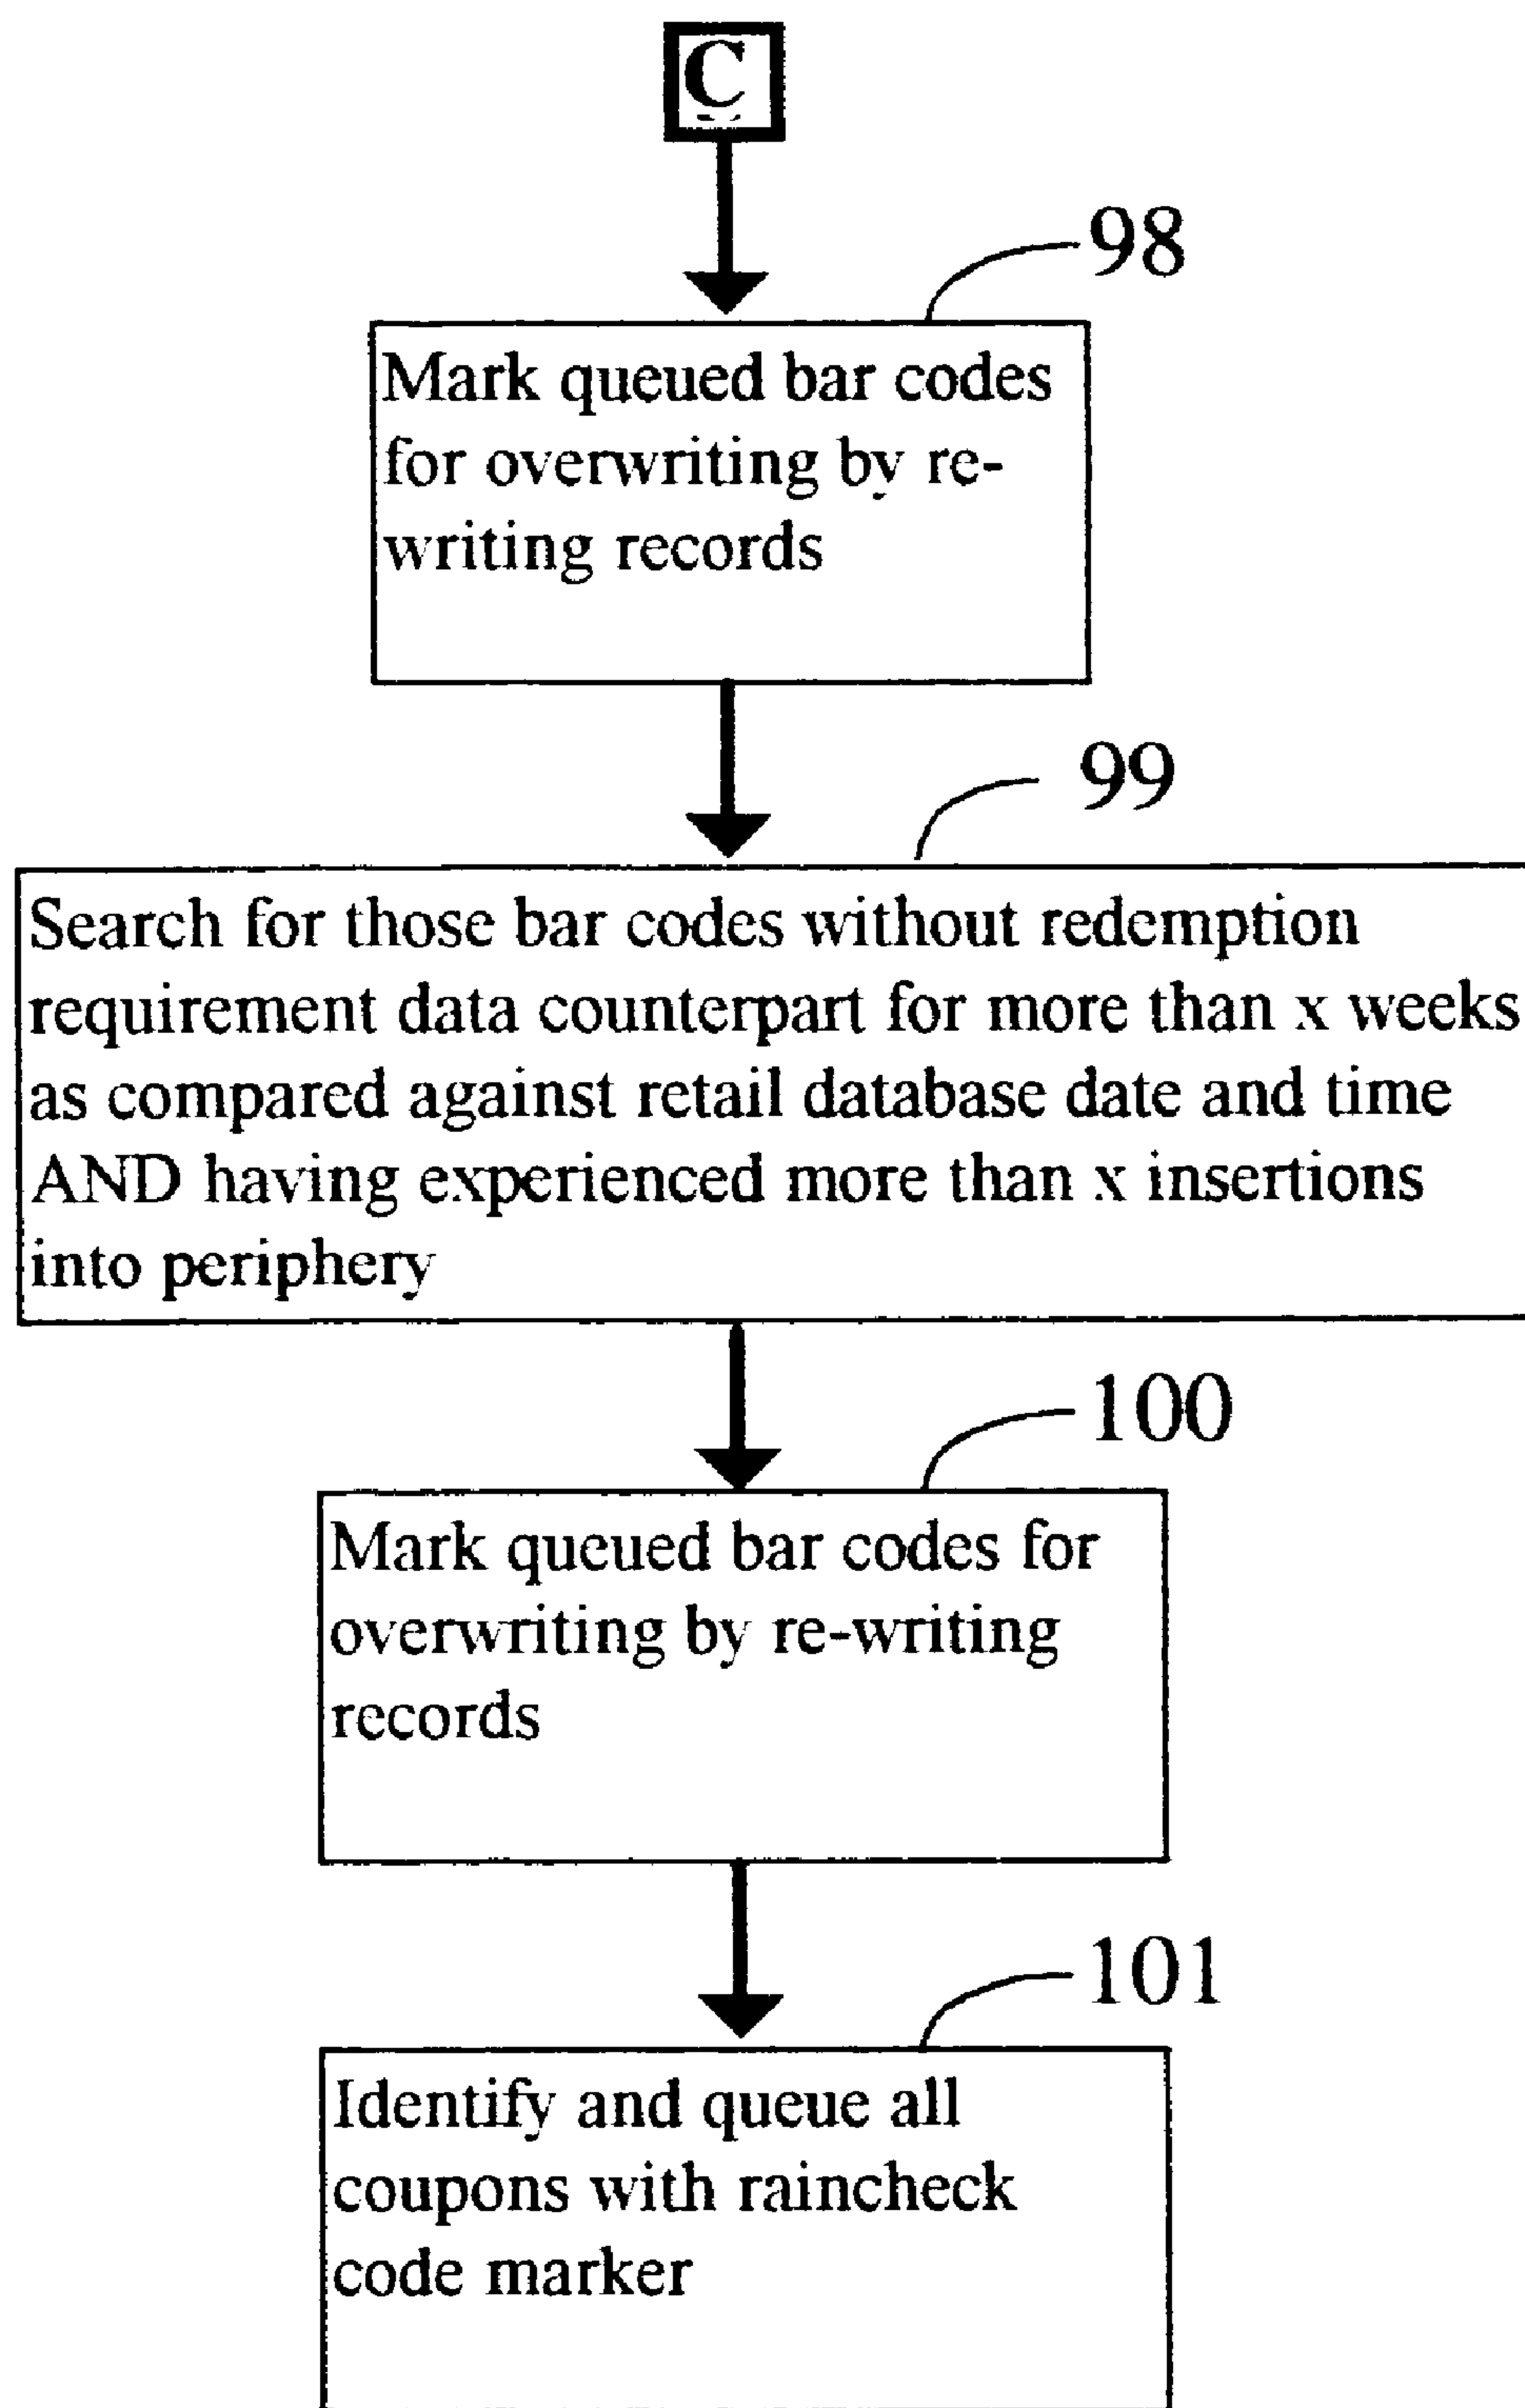 C
98
Mark queued bar codes
for overwriting by re-
writing records
99
Search for those bar codes without redemption
requirement data counterpart for more than x weeks
as compared against retail database date and time
AND having experienced more than x insertions
into periphery
100
Mark queued bar codes for
overwriting by re-writing
records
101
Identify and queue all
coupons with raincheck
code marker